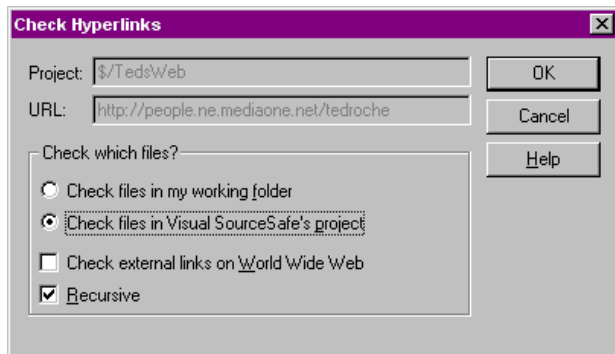 Check Hyperlinks
Project: $/TedsWeb
URL: http://people.ne.mediaone.net/tedroche
OK
Cancel
Help
Check which files?
Check files in my working folder
Check files in Visual SourceSafe's project
Check external links on World Wide Web
Recursive